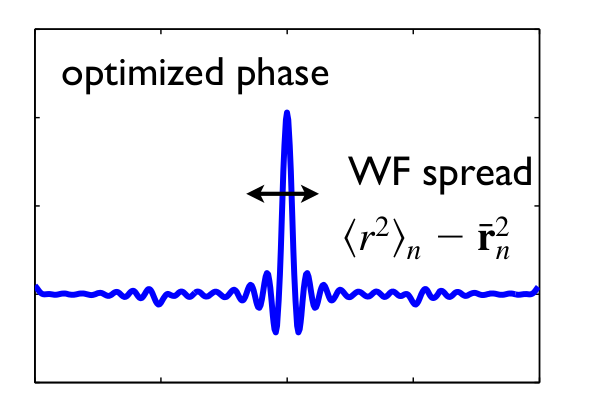 optimized phase
WF spread
⟨r²⟩ₙ − r̄ₙ²